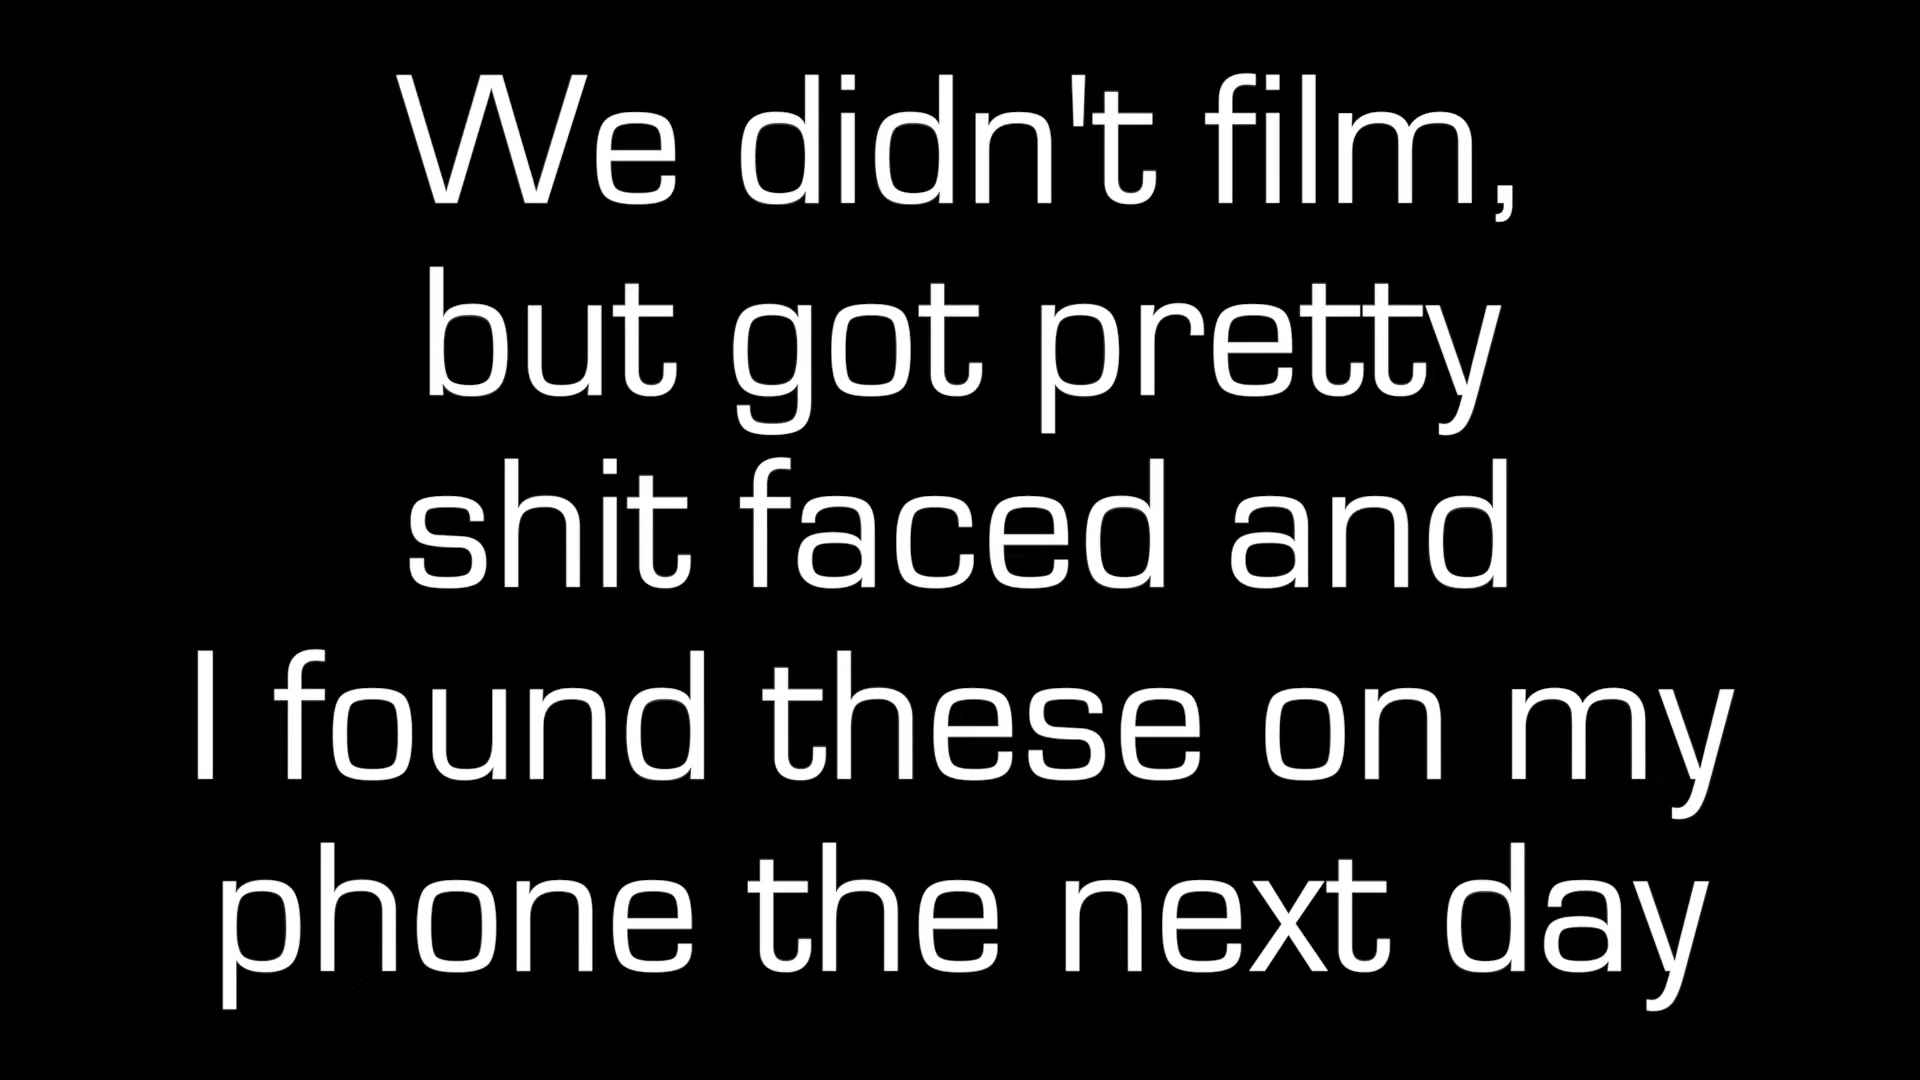 We didn't film,
but got pretty
shit faced and
I found these on my
phone the next day